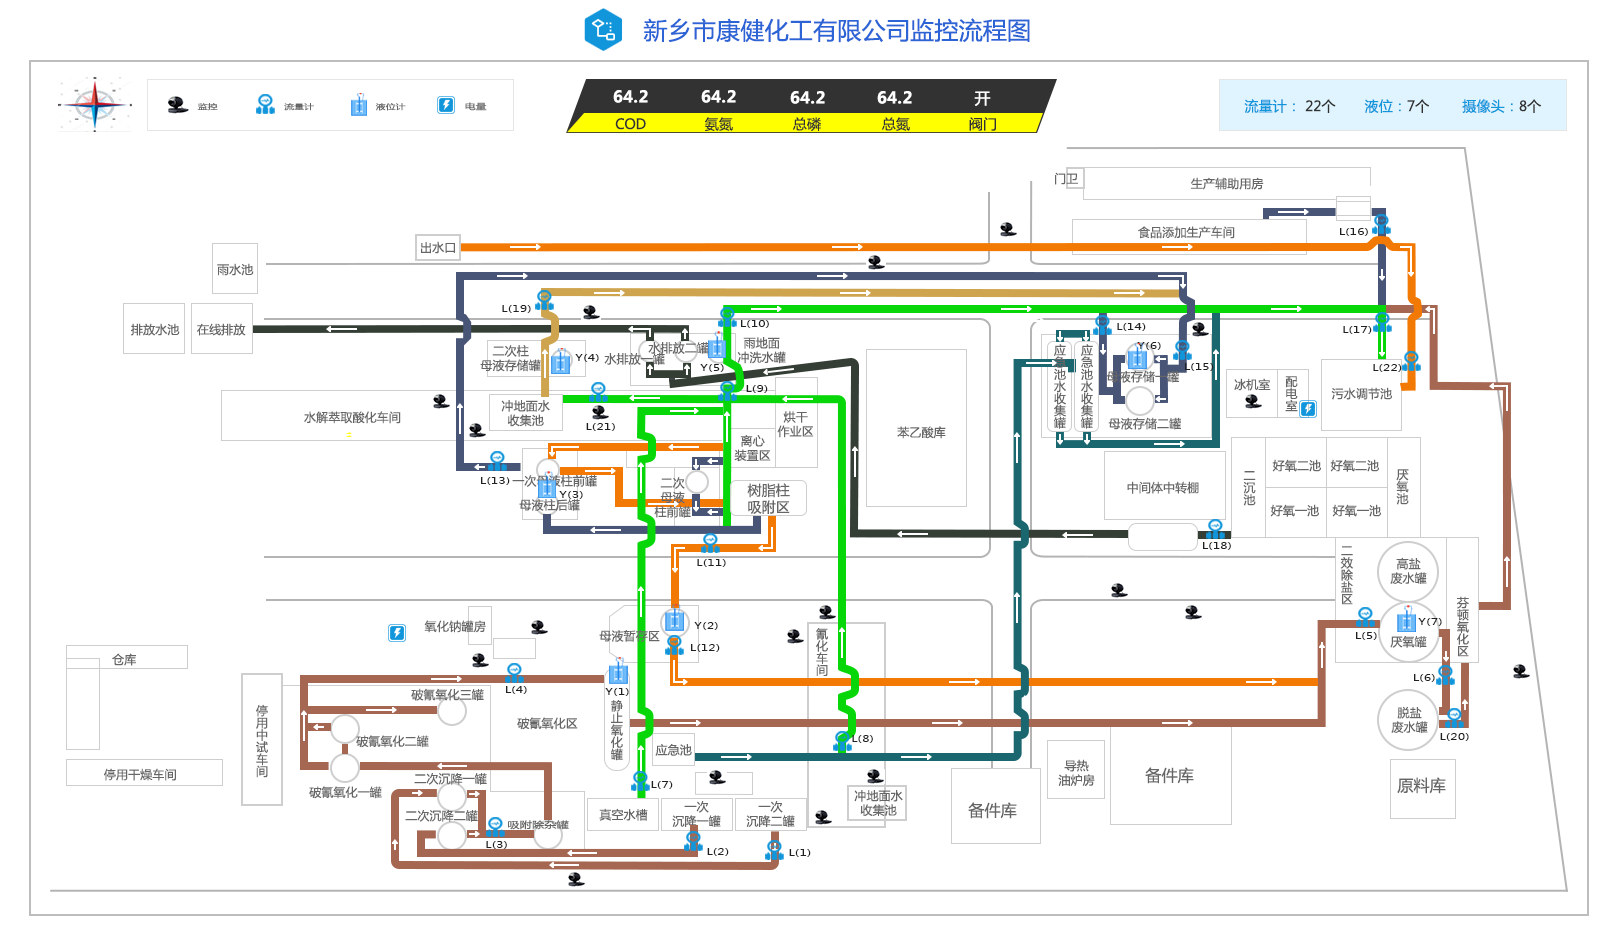 新乡市康健化工有限公司监控流程图
监控
流量计
液位计
电量
64.2 64.2 64.2 64.2 开
COD 氨氮 总磷 总氮 阀门
流量计： 22个 液位：7个 摄像头：8个
门卫
生产辅助用房
L(16)
食品添加生产车间
出水口
雨水池
L(19)
排放水池
在线排放
L(10)
L(14)
L(17)
二次柱
母液存储罐
Y(4)
水排放一罐
水排放二罐
Y(5)
雨地面
冲洗水罐
应急池水收集罐
应急池水收集罐
Y(6)
母液存储一罐
L(15)
L(22)
冰机室
配电室
污水调节池
L(9)
水解萃取酸化车间
冲地面水
收集池
L(21)
烘干
作业区
离心
装置区
苯乙酸库
母液存储二罐
L(13)
一次母液柱前罐
Y(3)
母液柱后罐
二次
母液
柱前罐
树脂柱
吸附区
中间体中转棚
二沉池
好氧二池
好氧二池
好氧一池
好氧一池
厌氧池
L(18)
L(11)
二效除盐区
高盐
废水罐
芬顿氧化区
氧化钠罐房
母液暂存区
Y(2)
L(12)
氰化车间
L(5)
Y(7)
厌氧罐
仓库
L(6)
停用中试车间
L(4)
Y(1)
破氰氧化三罐
破氰氧化区
静止氧化罐
脱盐
废水罐
L(20)
破氰氧化二罐
应急池
L(8)
停用干燥车间
破氰氧化一罐
二次沉降一罐
L(7)
导热
油炉房
备件库
原料库
二次沉降二罐
吸附除杂罐
L(3)
真空水槽
一次
沉降一罐
一次
沉降二罐
冲地面水
收集池
备件库
L(2)
L(1)